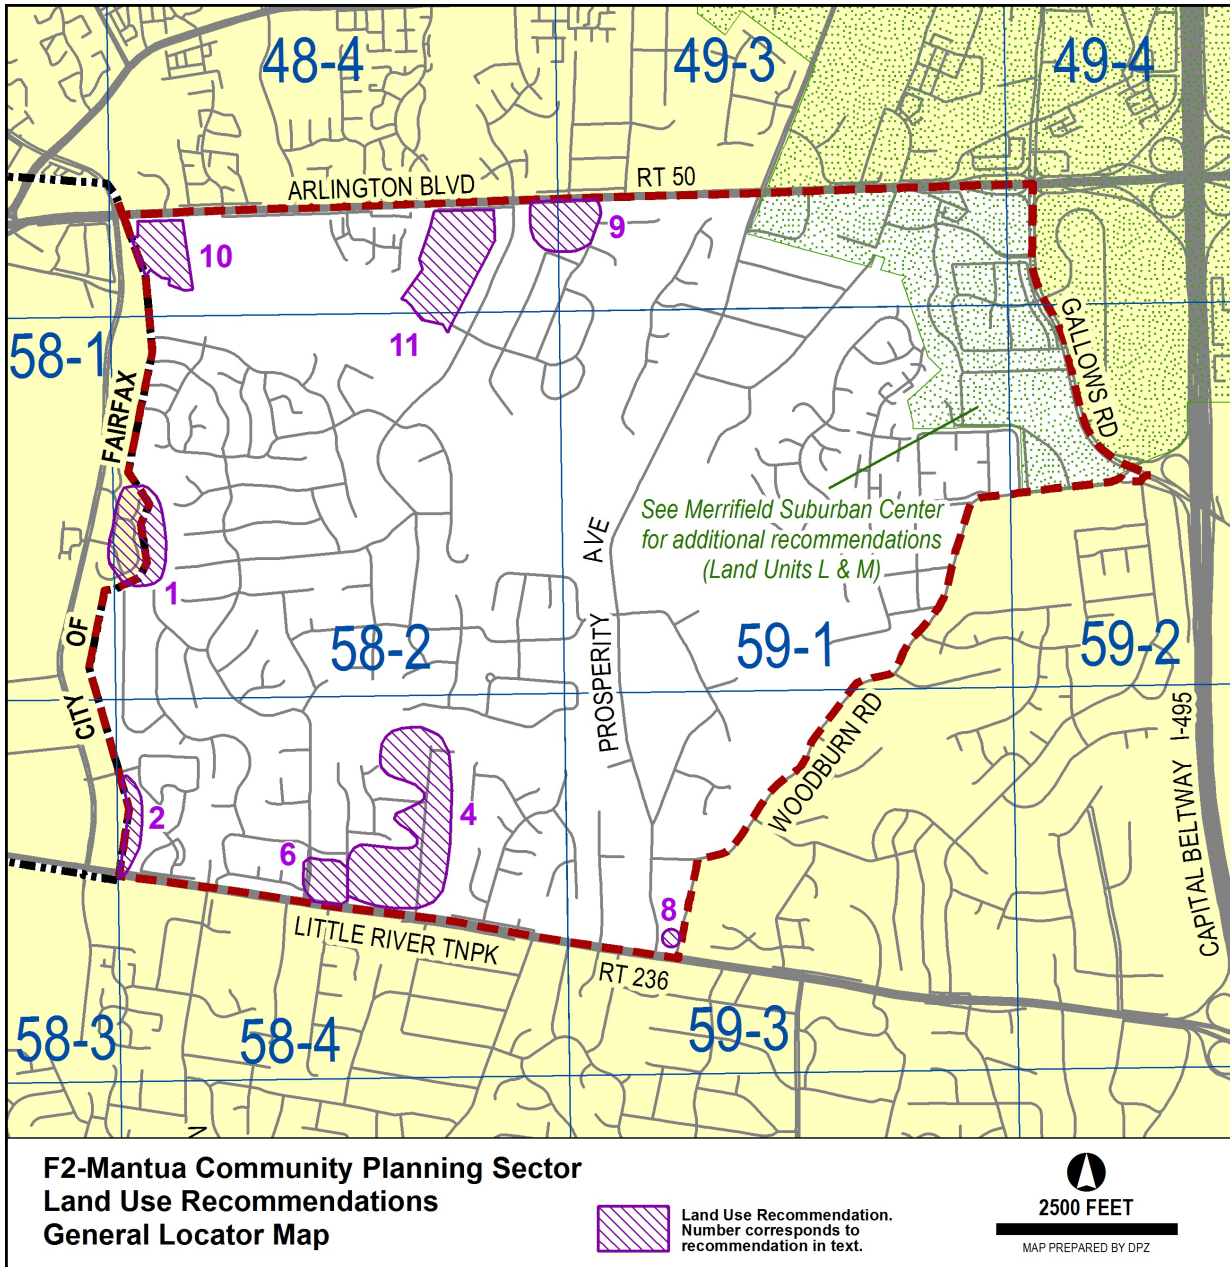 48-4
49-3
49-4
ARLINGTON BLVD
RT 50
10
9
11
58-1
GALLOWS RD
FAIRFAX
See Merrifield Suburban Center
for additional recommendations
(Land Units L & M)
AVE
1
OF
58-2
59-1
59-2
PROSPERITY
CITY
I-495
WOODBURN RD
2
4
6
CAPITAL BELTWAY
8
LITTLE RIVER TNPK
RT 236
58-3
58-4
59-3
Z
F2-Mantua Community Planning Sector
Land Use Recommendations
General Locator Map
Land Use Recommendation.
Number corresponds to
recommendation in text.
2500 FEET
MAP PREPARED BY DPZ